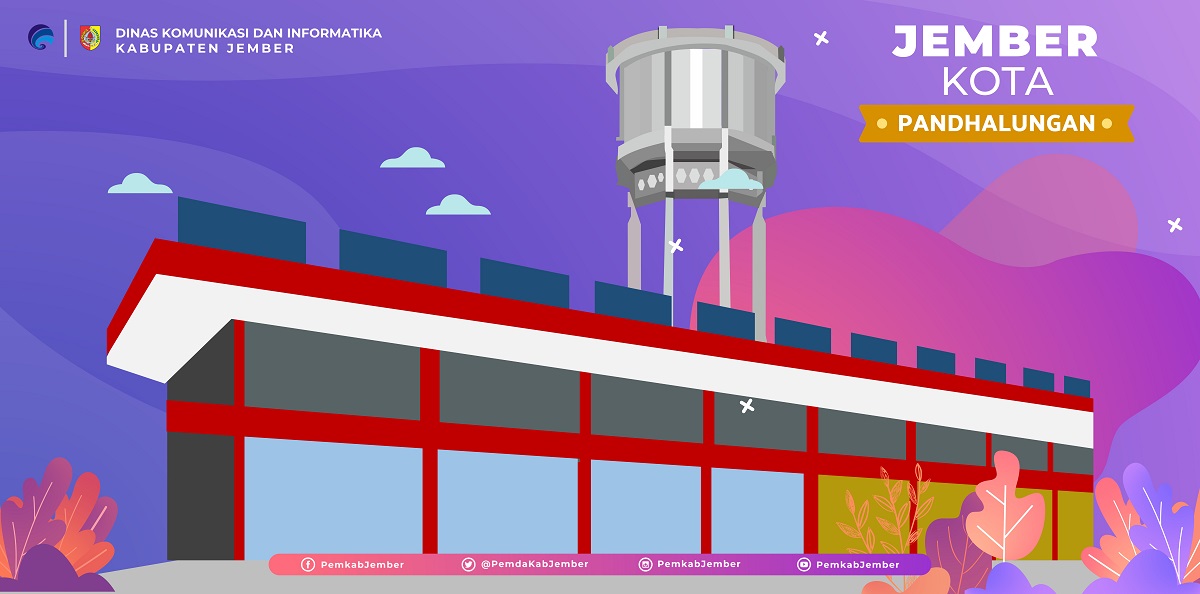 DINAS KOMUNIKASI DAN INFORMATIKA
KABUPATEN JEMBER
JEMBER
KOTA
PANDHALUNGAN
PemkabJember
@PemdaKabJember
PemkabJember
PemkabJember